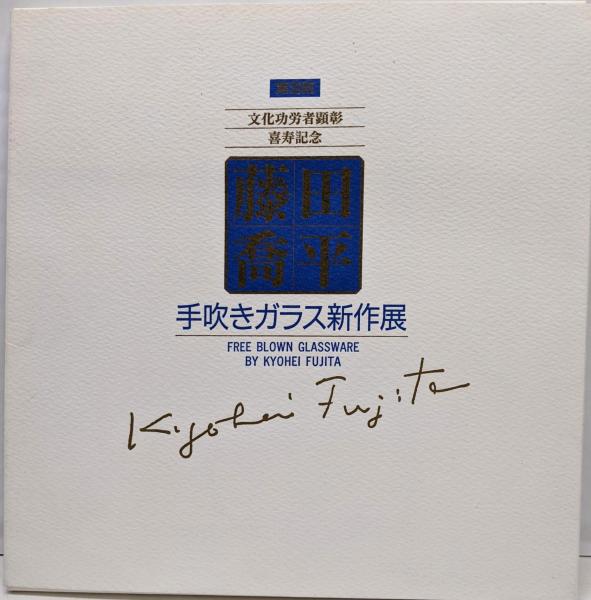 文化功労者顕彰
喜寿記念
藤田
喬平
手吹きガラス新作展
FREE BLOWN GLASSWARE
BY KYOHEI FUJITA
Kyohei Fujita